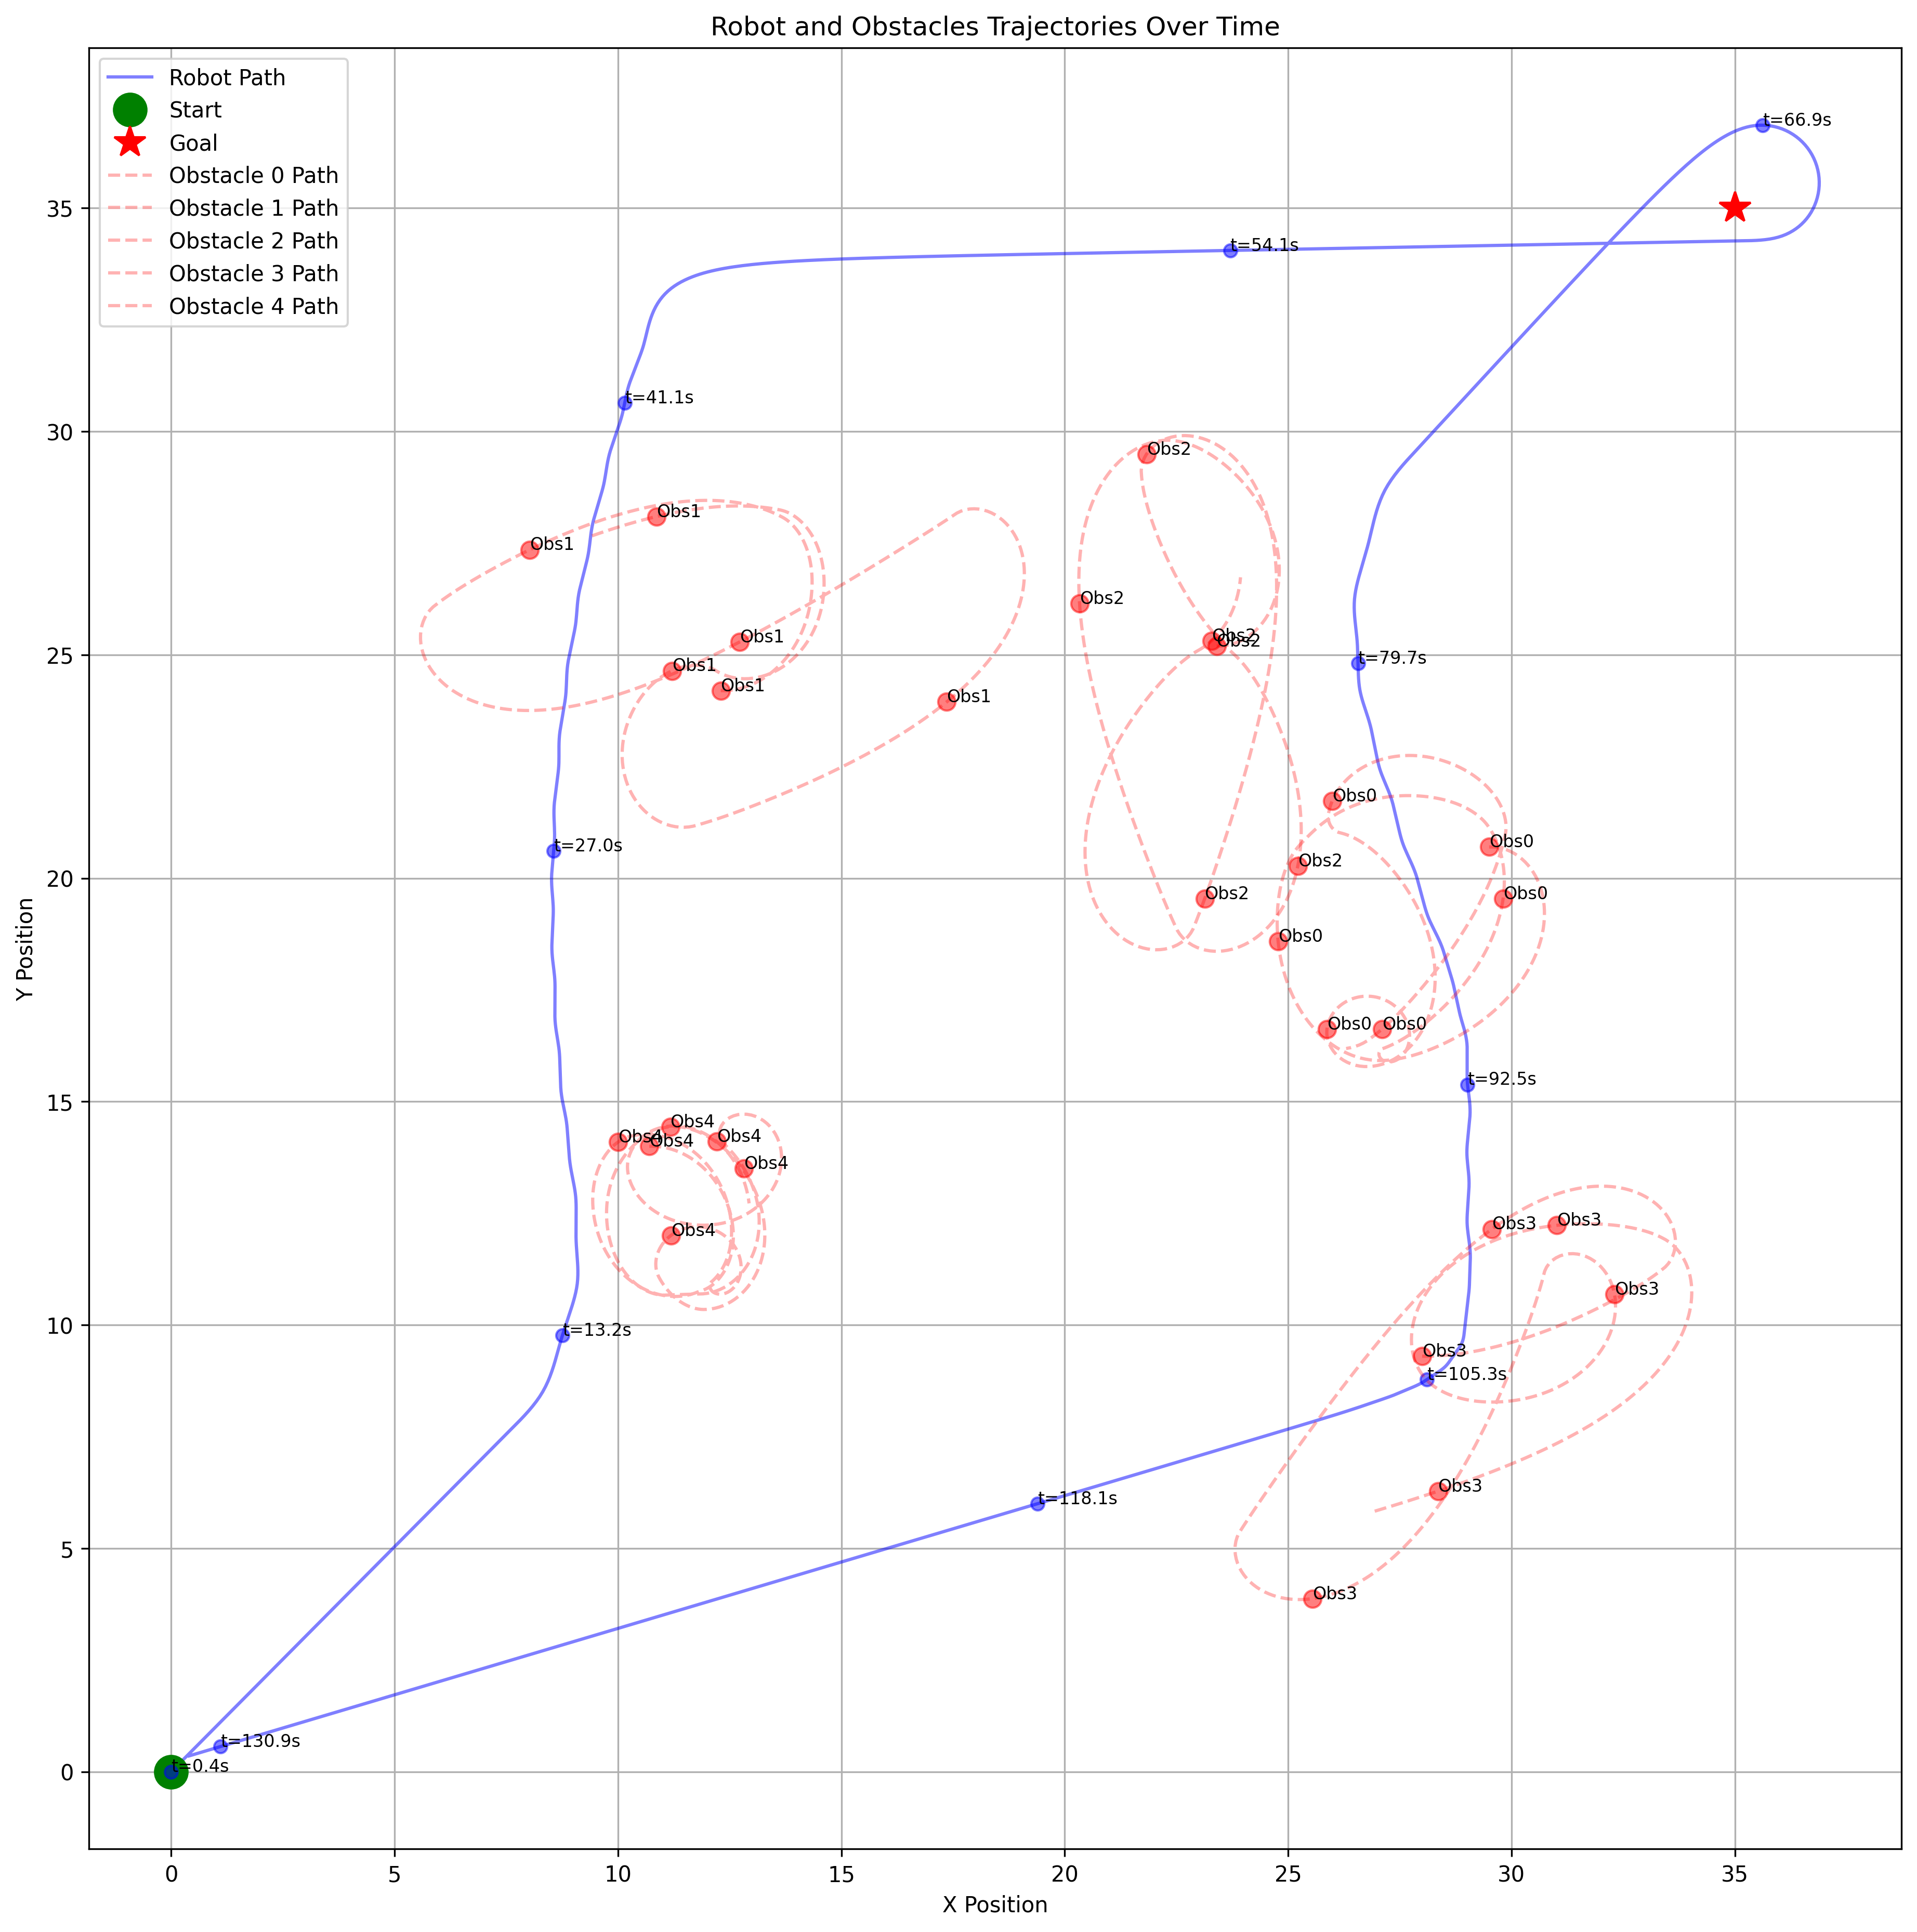 Robot and Obstacles Trajectories Over Time
Robot Path
Start
Goal
Obstacle 0 Path
Obstacle 1 Path
Obstacle 2 Path
Obstacle 3 Path
Obstacle 4 Path
t=66.9s
35
t=54.1s
t=41.1s
30
Obs2
Obs1
Obs1
Obs2
Obs2
Obs2
25
Obs1
Obs1
Obs1
Obs1
t=79.7s
Obs0
t=27.0s
Obs0
20
Obs2
Obs2
Obs0
Obs0
Obs0
Obs0
15
t=92.5s
Obs4
Obs4
Obs4
Obs4
Obs4
Obs4
Obs3
Obs3
Obs3
10
t=13.2s
Obs3
t=105.3s
Obs3
5
t=118.1s
Obs3
t=130.9s
0
t=0.4s
0 5 10 15 20 25 30 35
X Position
Y Position